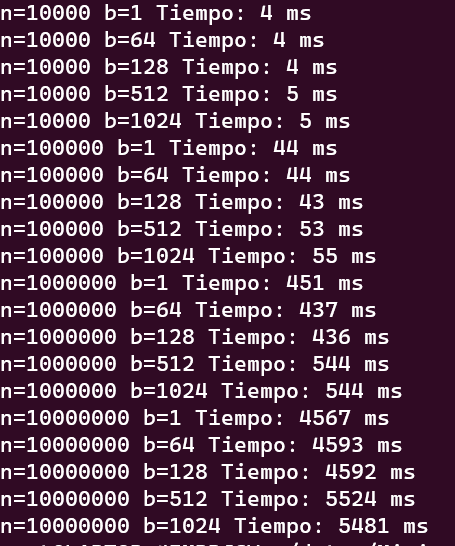 n=10000 b=1 Tiempo: 4 ms
n=10000 b=64 Tiempo: 4 ms
n=10000 b=128 Tiempo: 4 ms
n=10000 b=512 Tiempo: 5 ms
n=10000 b=1024 Tiempo: 5 ms
n=100000 b=1 Tiempo: 44 ms
n=100000 b=64 Tiempo: 44 ms
n=100000 b=128 Tiempo: 43 ms
n=100000 b=512 Tiempo: 53 ms
n=100000 b=1024 Tiempo: 55 ms
n=1000000 b=1 Tiempo: 451 ms
n=1000000 b=64 Tiempo: 437 ms
n=1000000 b=128 Tiempo: 436 ms
n=1000000 b=512 Tiempo: 544 ms
n=1000000 b=1024 Tiempo: 544 ms
n=10000000 b=1 Tiempo: 4567 ms
n=10000000 b=64 Tiempo: 4593 ms
n=10000000 b=128 Tiempo: 4592 ms
n=10000000 b=512 Tiempo: 5524 ms
n=10000000 b=1024 Tiempo: 5481 ms